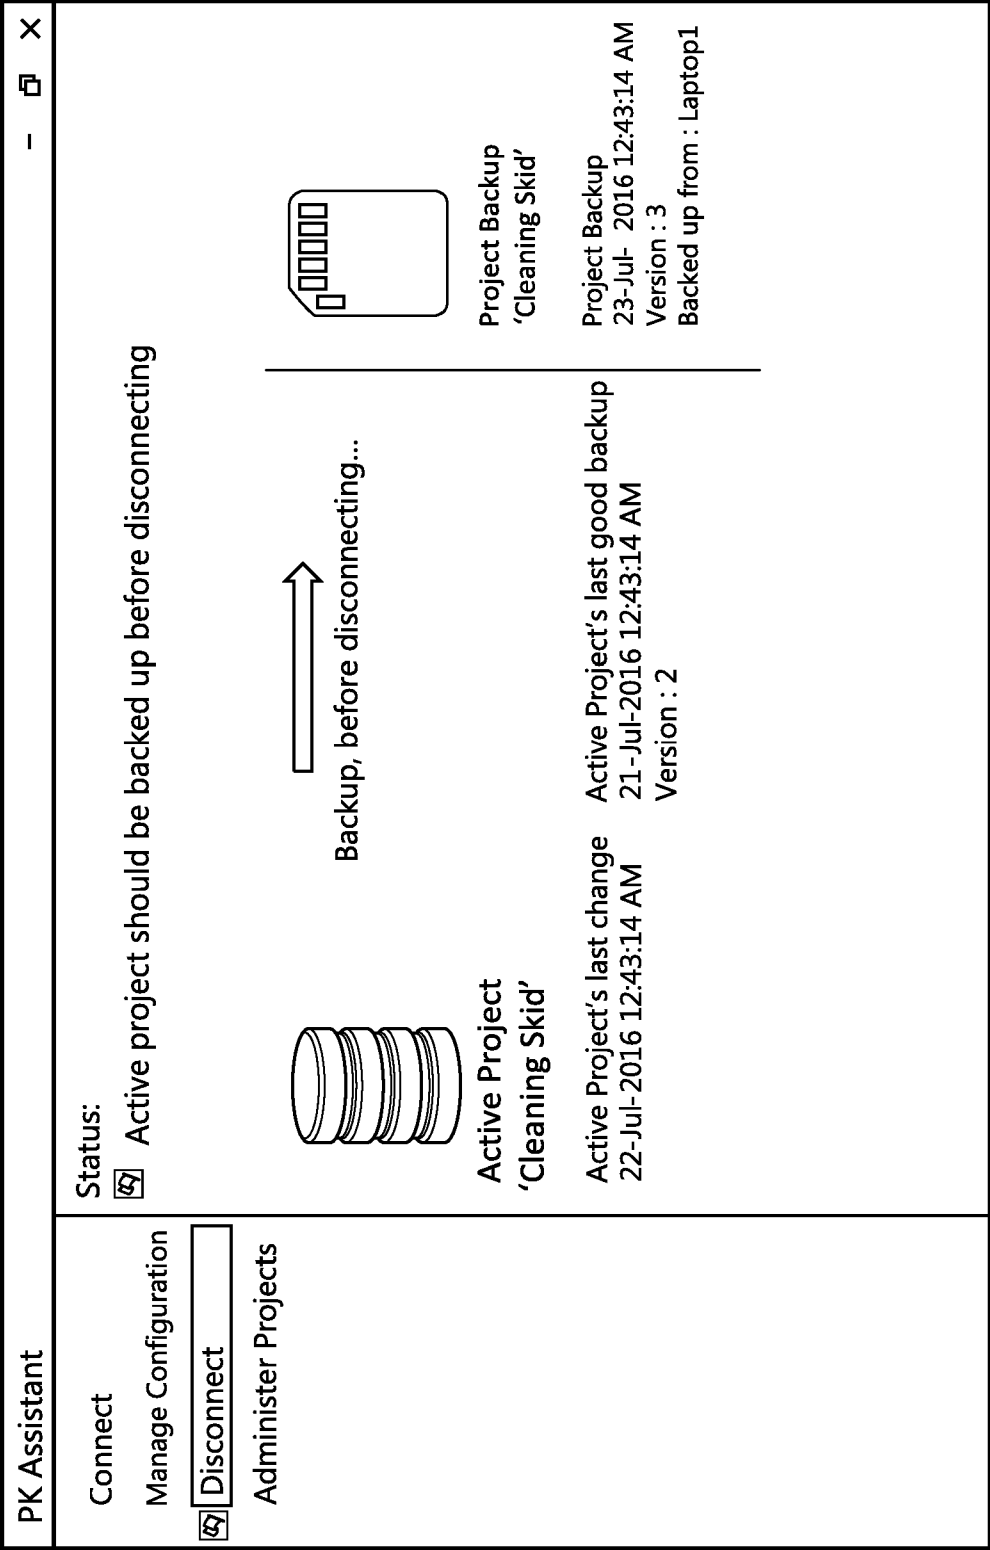 PK Assistant
Connect
Manage Configuration
Disconnect
Administer Projects
Status:
Active project should be backed up before disconnecting
Backup, before disconnecting...
Active Project
'Cleaning Skid'
Active Project's last change
22-Jul-2016 12:43:14 AM
Active Project's last good backup
21-Jul-2016 12:43:14 AM
Version : 2
Project Backup
'Cleaning Skid'
Project Backup
23-Jul- 2016 12:43:14 AM
Version : 3
Backed up from : Laptop1